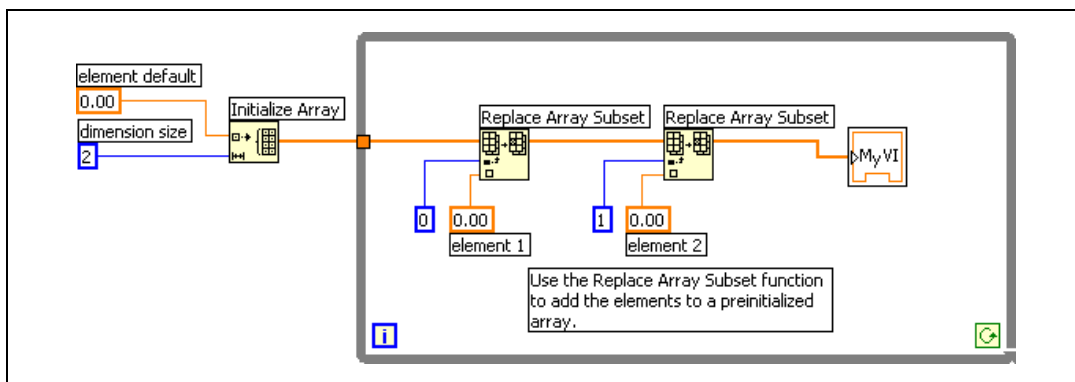 element default
0.00
Initialize Array
dimension size
2
Replace Array Subset
Replace Array Subset
My VI
0
0.00
1
0.00
element 1
element 2
Use the Replace Array Subset function
to add the elements to a preinitialized
array.
i